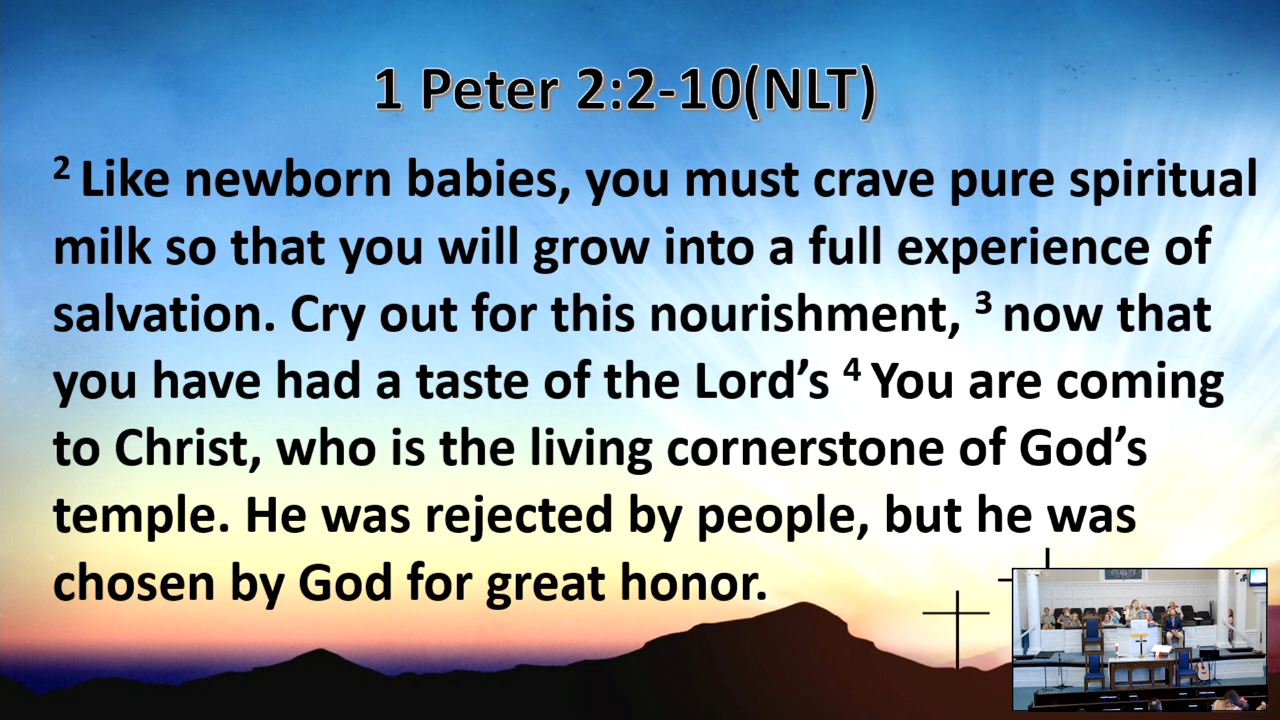 1 Peter 2:2-10(NLT)
2 Like newborn babies, you must crave pure spiritual
milk so that you will grow into a full experience of
salvation. Cry out for this nourishment, 3 now that
you have had a taste of the Lord’s 4 You are coming
to Christ, who is the living cornerstone of God’s
temple. He was rejected by people, but he was
chosen by God for great honor.